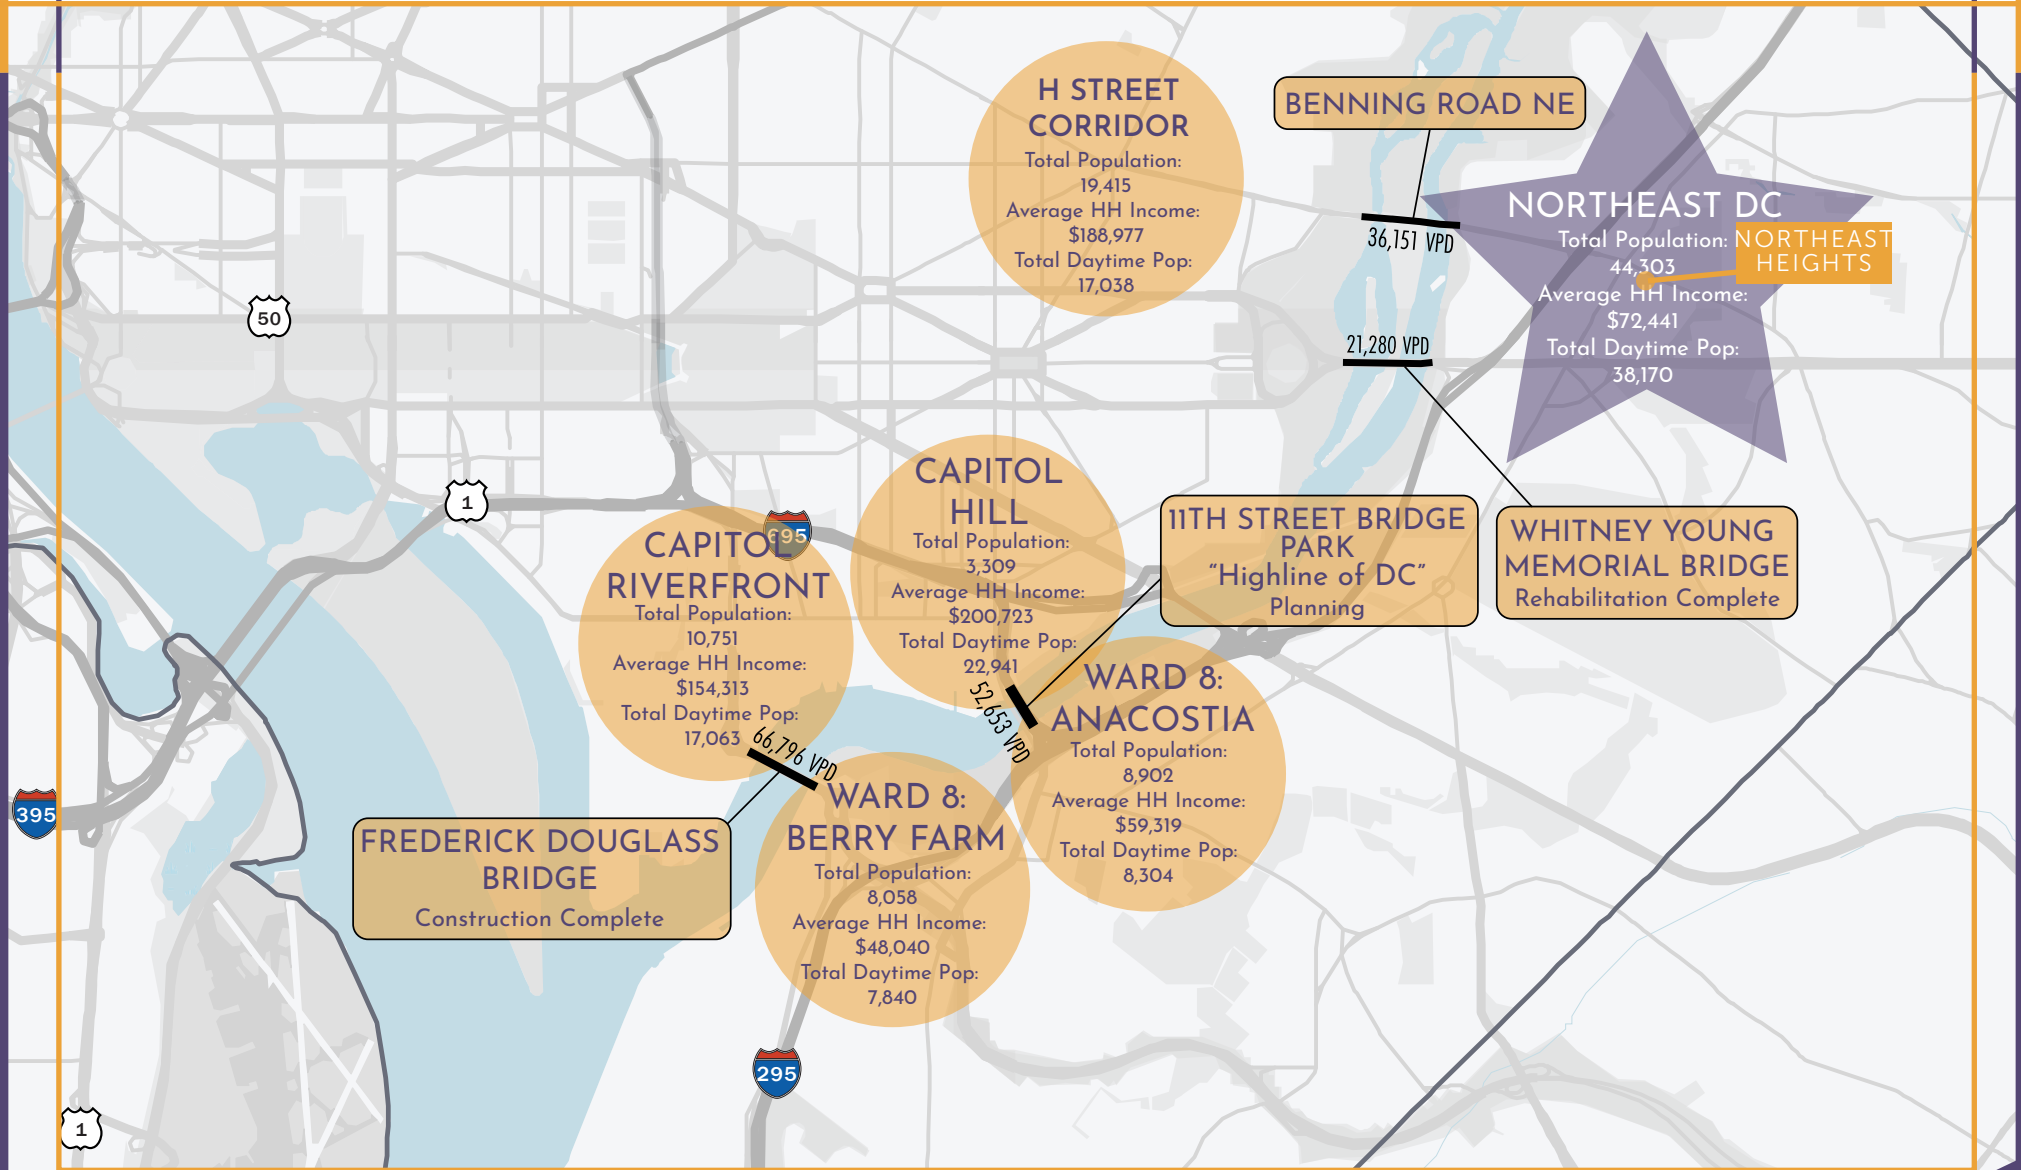 H STREET
CORRIDOR
Total Population:
19,415
Average HH Income:
$188,977
Total Daytime Pop:
17,038
BENNING ROAD NE
36,151 VPD
NORTHEAST DC
Total Population:
44,303
Average HH Income:
$72,441
Total Daytime Pop:
38,170
NORTHEAST
HEIGHTS
50
21,280 VPD
1
695
CAPITOL
HILL
Total Population:
3,309
Average HH Income:
$200,723
Total Daytime Pop:
22,941
11TH STREET BRIDGE
PARK
“Highline of DC”
Planning
WHITNEY YOUNG
MEMORIAL BRIDGE
Rehabilitation Complete
CAPITOL
RIVERFRONT
Total Population:
10,751
Average HH Income:
$154,313
Total Daytime Pop:
17,063
66,796 VPD
52,653 VPD
WARD 8:
ANACOSTIA
Total Population:
8,902
Average HH Income:
$59,319
Total Daytime Pop:
8,304
395
FREDERICK DOUGLASS
BRIDGE
Construction Complete
WARD 8:
BERRY FARM
Total Population:
8,058
Average HH Income:
$48,040
Total Daytime Pop:
7,840
295
1